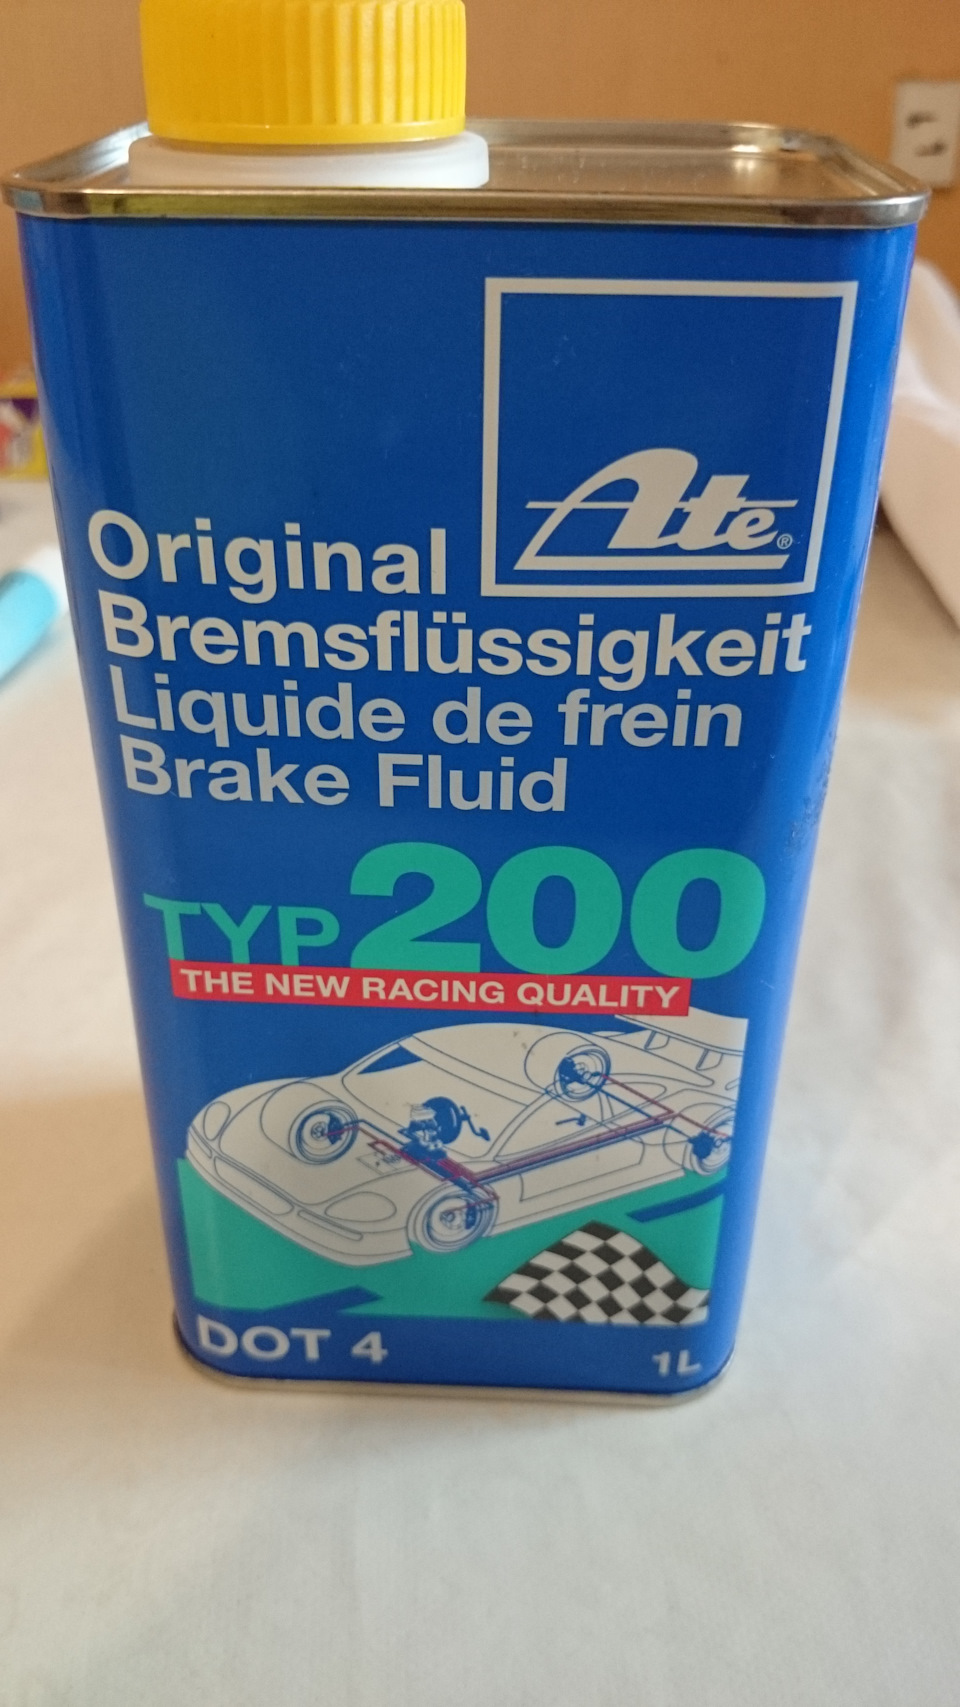 Ate®
Original
Bremsflüssigkeit
Liquide de frein
Brake Fluid
TYP 200
THE NEW RACING QUALITY
DOT 4
1L